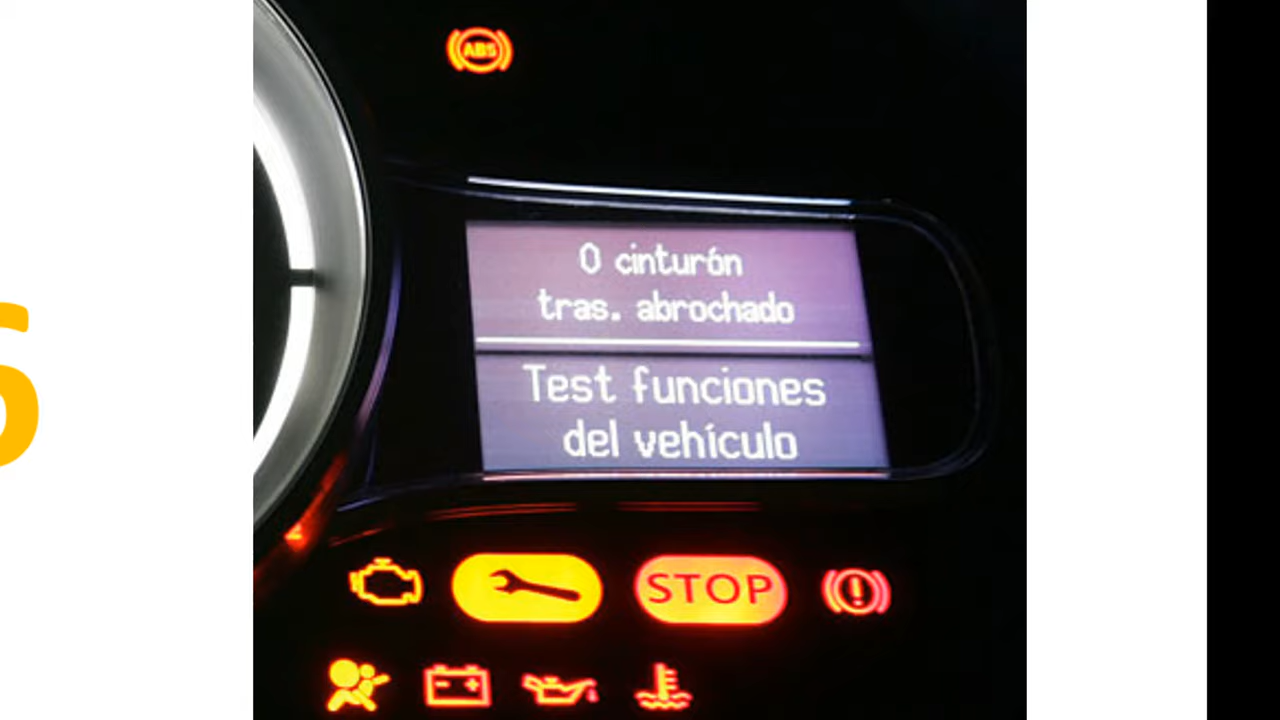 ABS
0 cinturón
tras. abrochado
Test funciones
del vehículo
STOP